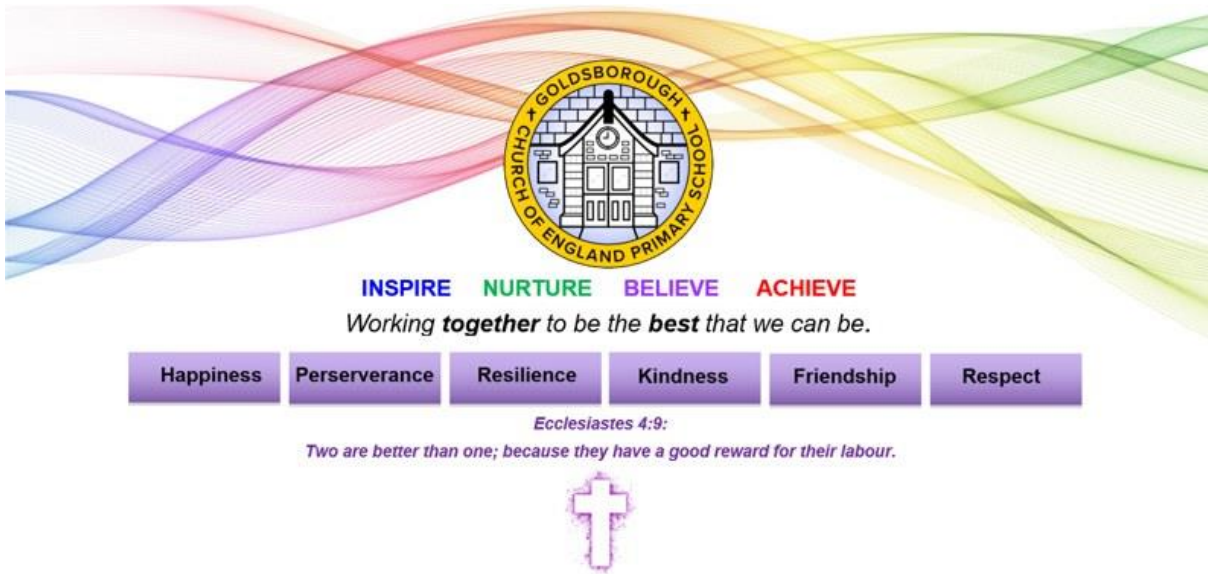 GOLDSBOROUGH
CHURCH OF ENGLAND PRIMARY SCHOOL
INSPIRE NURTURE BELIEVE ACHIEVE
Working together to be the best that we can be.
Happiness Perserverance Resilience Kindness Friendship Respect
Ecclesiastes 4:9:
Two are better than one; because they have a good reward for their labour.